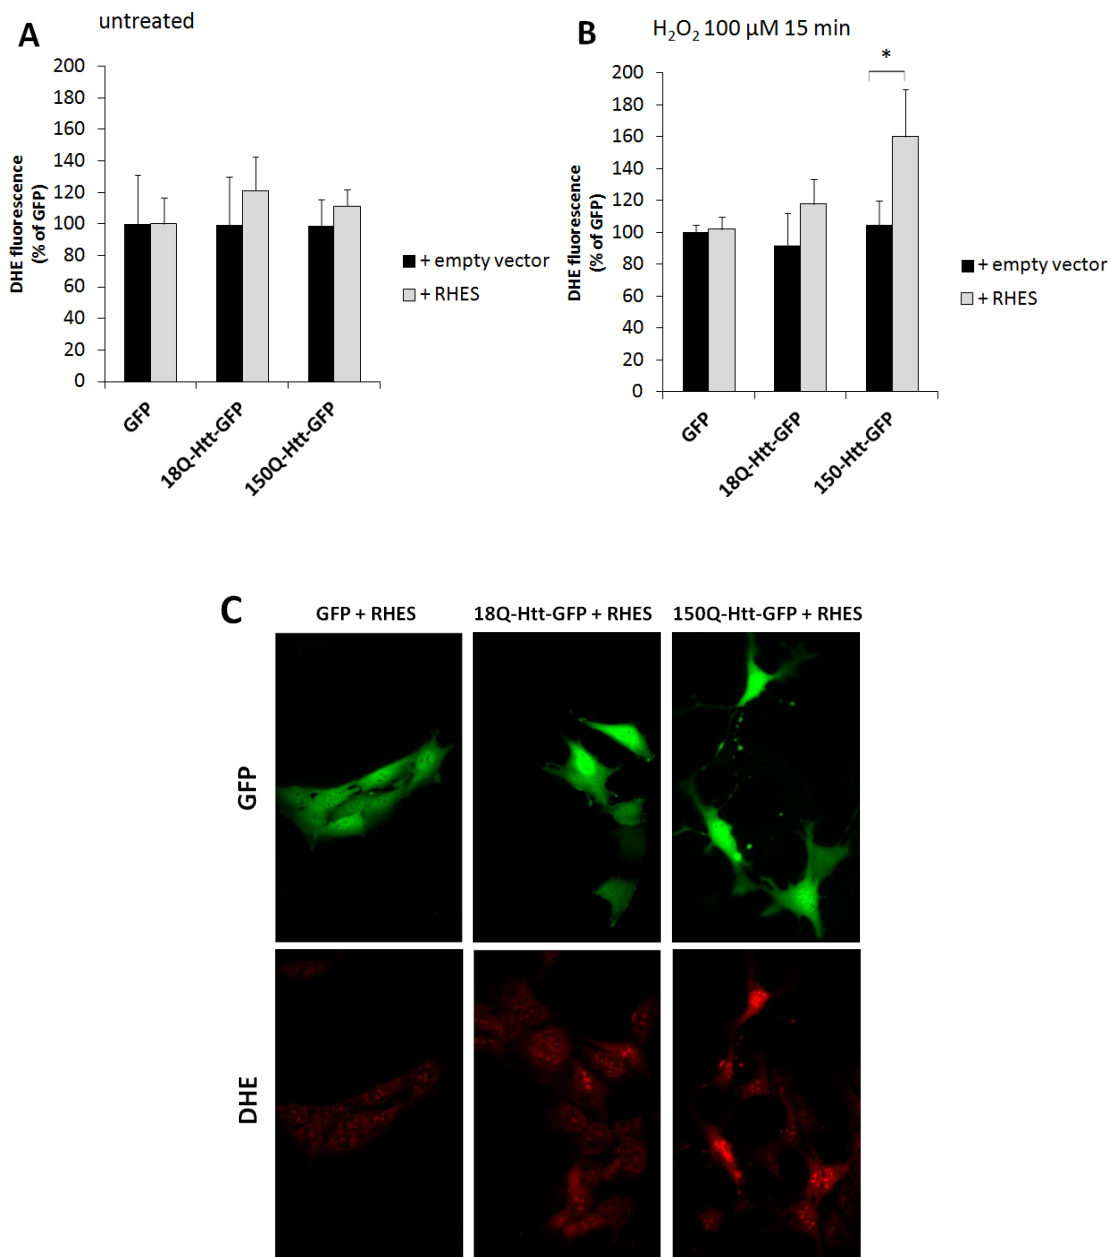 A
untreated
DHE fluorescence
(% of GFP)
200
180
160
140
120
100
80
60
40
20
0
GFP
18Q-Htt-GFP
150Q-Htt-GFP
+ empty vector
+ RHES
B
H₂O₂ 100 µM 15 min
*
DHE fluorescence
(% of GFP)
200
180
160
140
120
100
80
60
40
20
0
GFP
18Q-Htt-GFP
150-Htt-GFP
+ empty vector
+ RHES
C
GFP + RHES
18Q-Htt-GFP + RHES
150Q-Htt-GFP + RHES
GFP
DHE